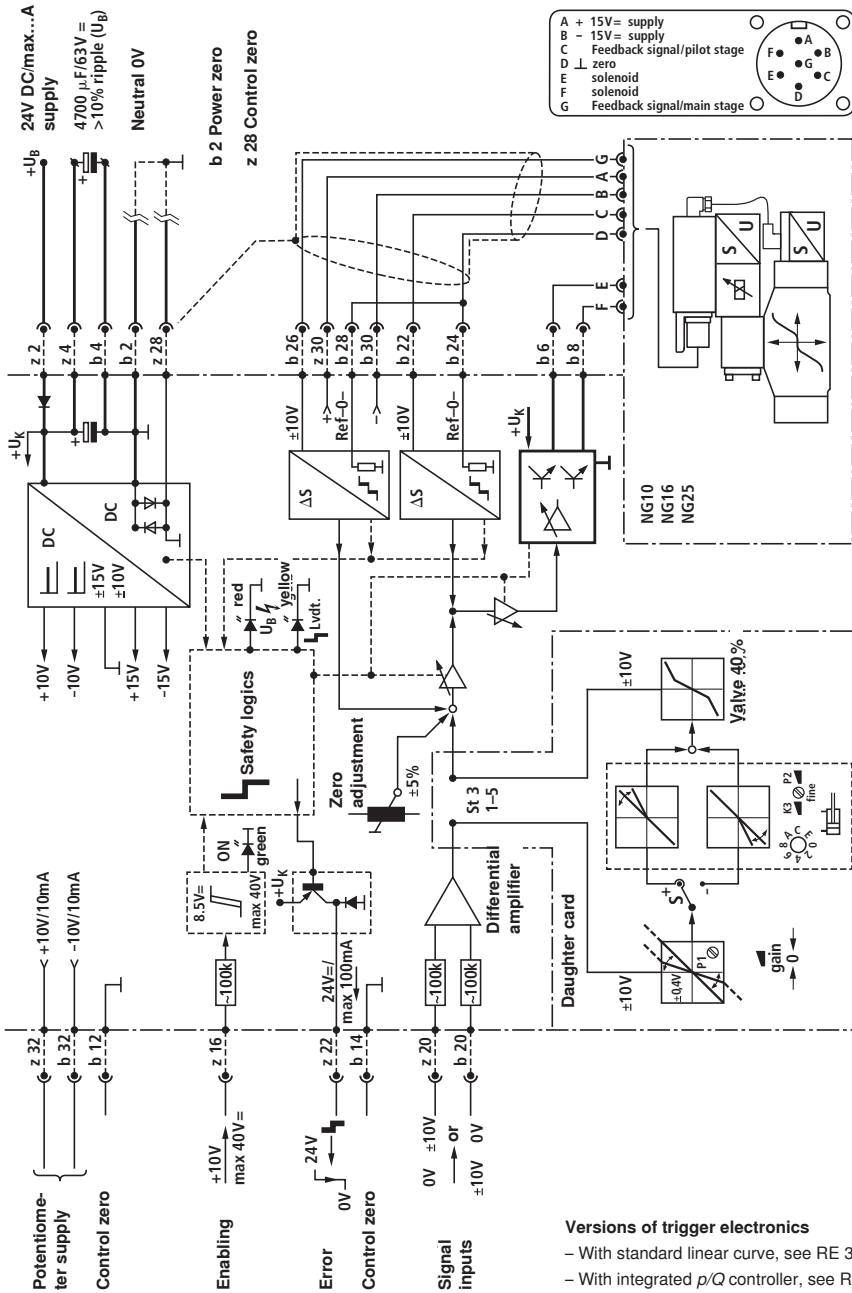 A + 15V= supply
B – 15V= supply
C Feedback signal/pilot stage
D ⊥ zero
E solenoid
F solenoid
G Feedback signal/main stage
A
B
C
D
E
F
G
24V DC/max...A
supply
4700 µF/63V =
>10% ripple (UB)
Neutral 0V
b 2 Power zero
z 28 Control zero
+UB
+
z 2
z 4
b 4
b 2
z 28
b 26
z 30
b 28
b 30
b 22
b 24
b 6
b 8
G
A
B
C
D
E
F
S
U
S
U
NG10
NG16
NG25
+UK
+
DC
DC
±15V
±10V
+10V
–10V
+15V
–15V
±10V
+
Ref–0–
–
±10V
Ref–0–
ΔS
ΔS
+UK
red
UB
yellow
Lvdt.
Safety logics
Zero
adjustment
±5%
8.5V=
max 40V
ON
green
+UK
~100k
24V=/
max 100mA
~100k
~100k
Differential
amplifier
St 3
1–5
Daughter card
±10V
±0,4V
P1
gain
0
S
+
-
K3
P2
fine
0
2
4
6
8
A
C
E
±10V
Valve 40 %
+10V/10mA
–10V/10mA
z 32
b 32
b 12
z 16
z 22
b 14
z 20
b 20
Potentiome-
ter supply
Control zero
Enabling
+10V
max 40V=
Error
24V
0V
Control zero
Signal
inputs
0V ±10V
or
±10V 0V
Versions of trigger electronics
– With standard linear curve, see RE 3
– With integrated p/Q controller, see R